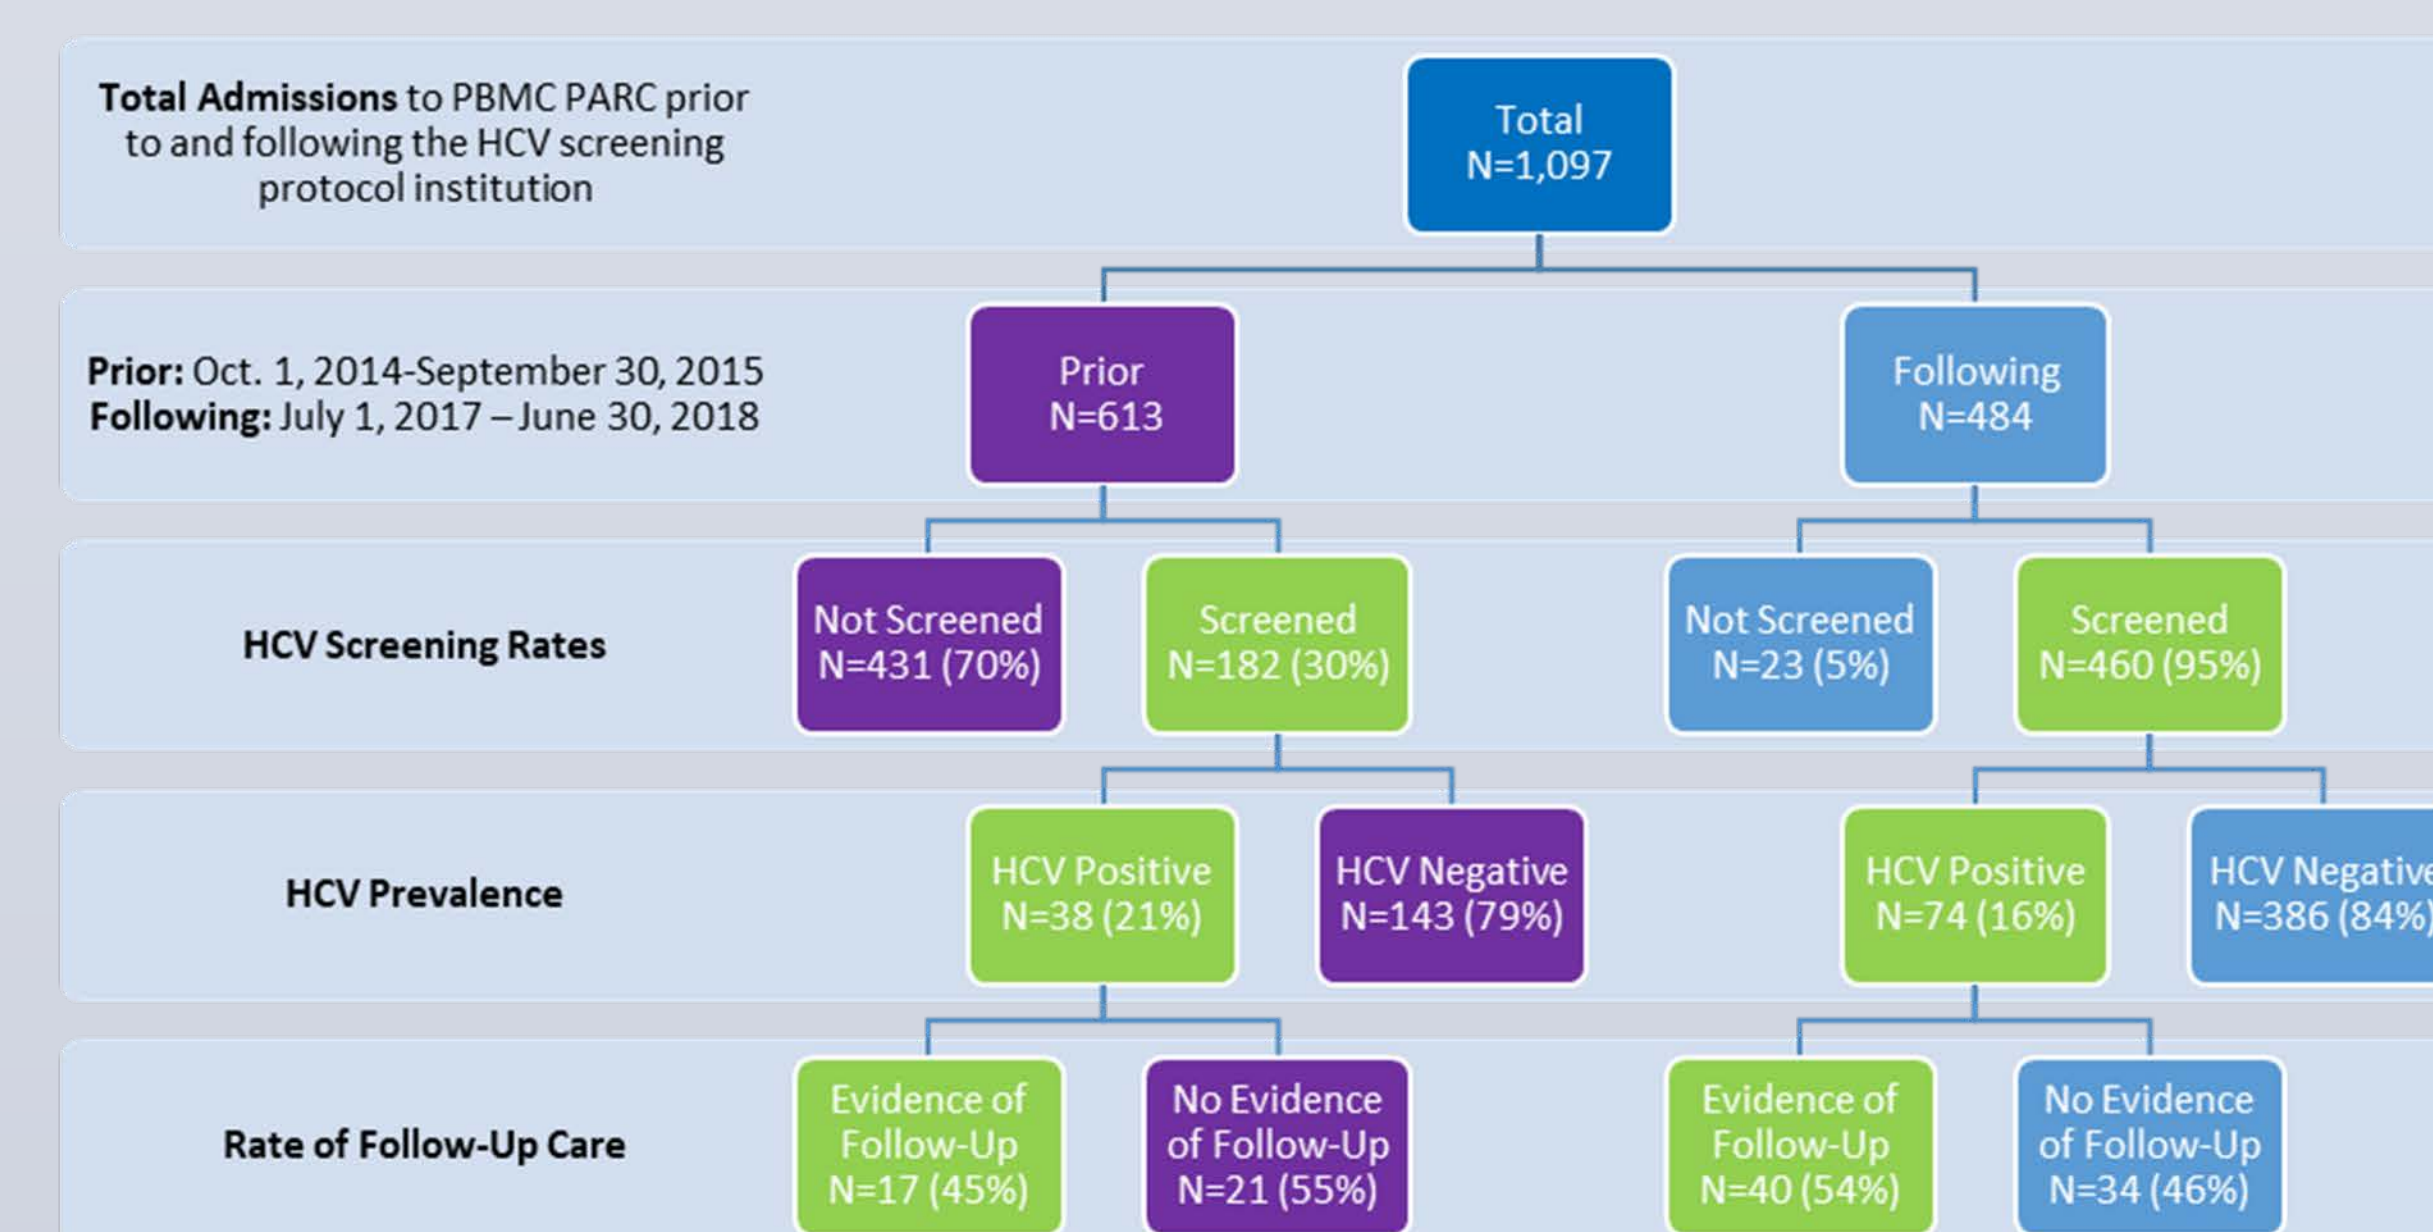 Total Admissions to PBMC PARC prior
to and following the HCV screening
protocol institution
Total
N=1,097
Prior: Oct. 1, 2014-September 30, 2015
Following: July 1, 2017 – June 30, 2018
Prior
N=613
Following
N=484
HCV Screening Rates
Not Screened
N=431 (70%)
Screened
N=182 (30%)
Not Screened
N=23 (5%)
Screened
N=460 (95%)
HCV Prevalence
HCV Positive
N=38 (21%)
HCV Negative
N=143 (79%)
HCV Positive
N=74 (16%)
HCV Negative
N=386 (84%)
Rate of Follow-Up Care
Evidence of
Follow-Up
N=17 (45%)
No Evidence
of Follow-Up
N=21 (55%)
Evidence of
Follow-Up
N=40 (54%)
No Evidence
of Follow-Up
N=34 (46%)